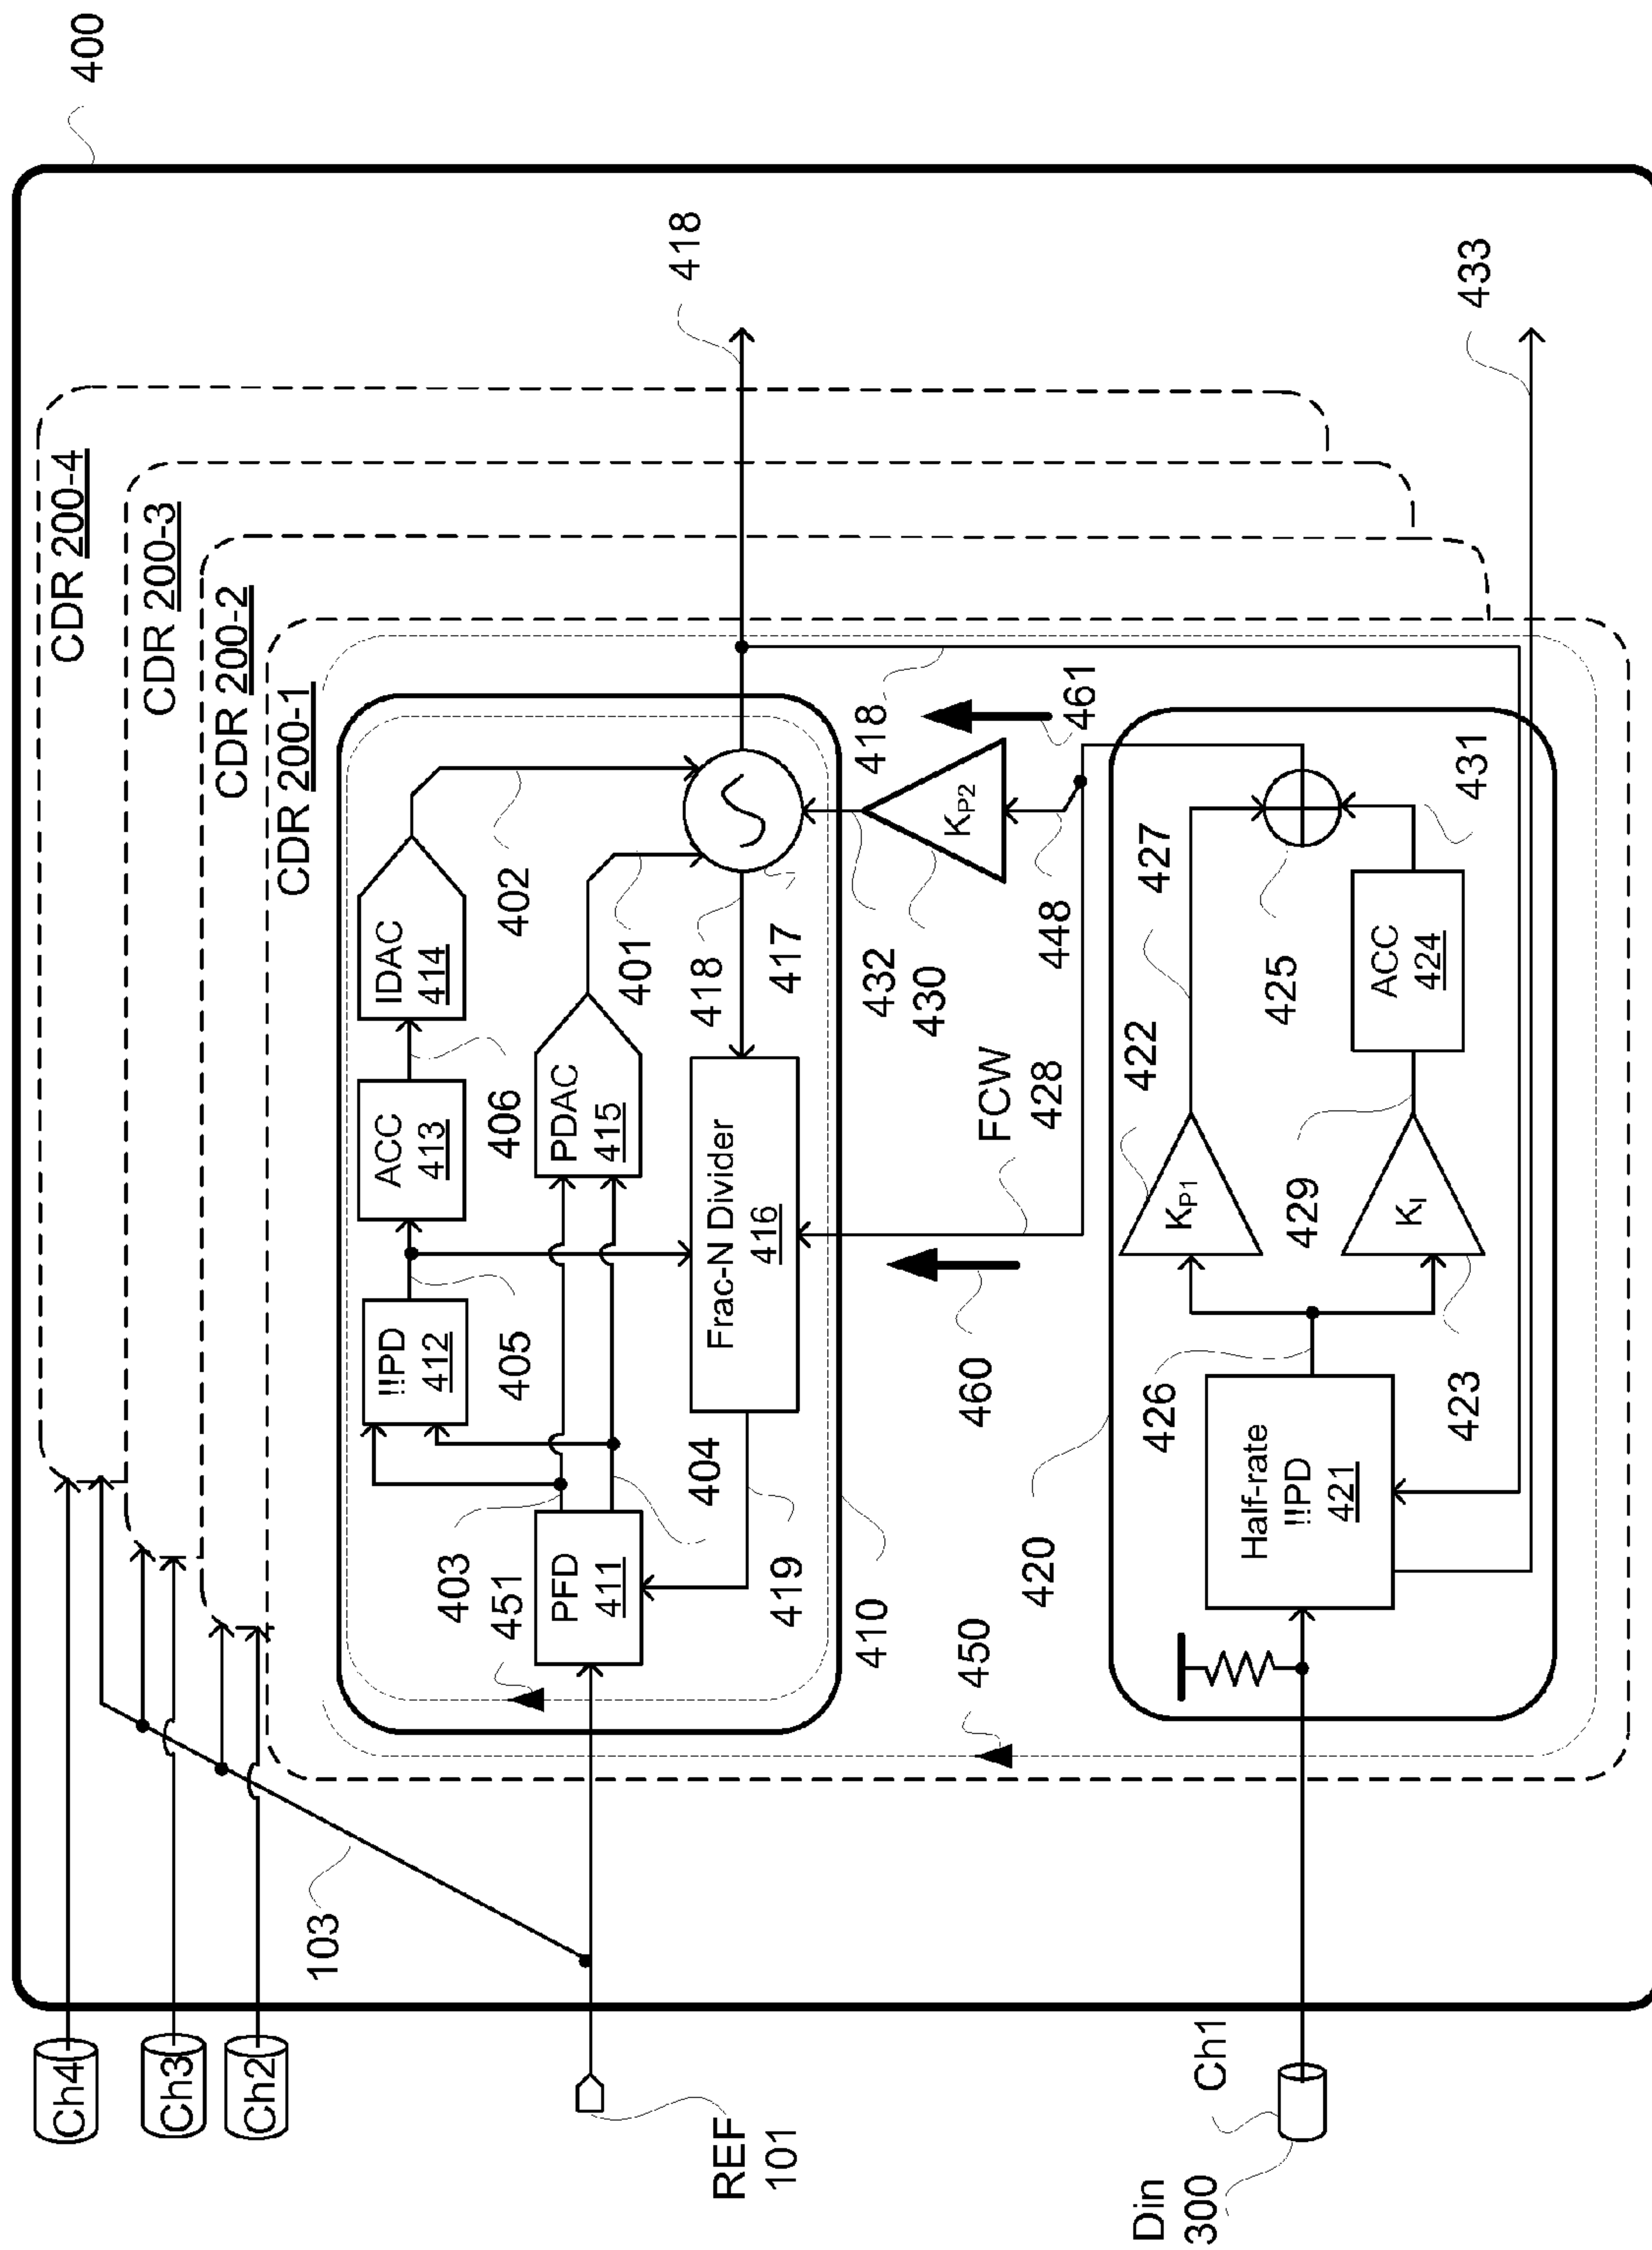 400
Ch4
Ch3
Ch2
103
REF
101
Din
300
Ch1
CDR 200-4
CDR 200-3
CDR 200-2
CDR 200-1
418
433
IDAC
414
402
ACC
413
406
!!PD
412
405
PDAC
415
401
403
451
PFD
411
404
419
410
Frac-N Divider
416
418
417
418
432
430
KP2
461
448
FCW
428
460
450
420
Half-rate
!!PD
421
426
423
422
KP1
429
KI
427
425
ACC
424
431